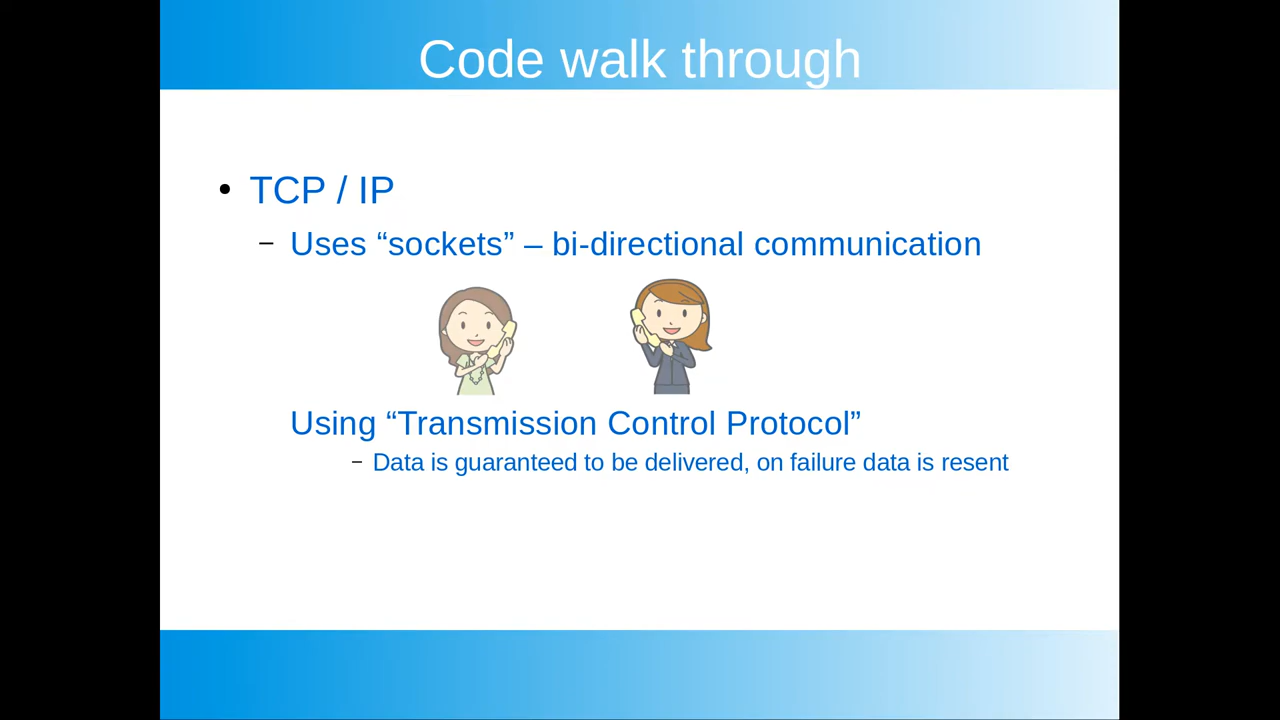 Code walk through
• TCP / IP
– Uses “sockets” – bi-directional communication
Using “Transmission Control Protocol”
– Data is guaranteed to be delivered, on failure data is resent